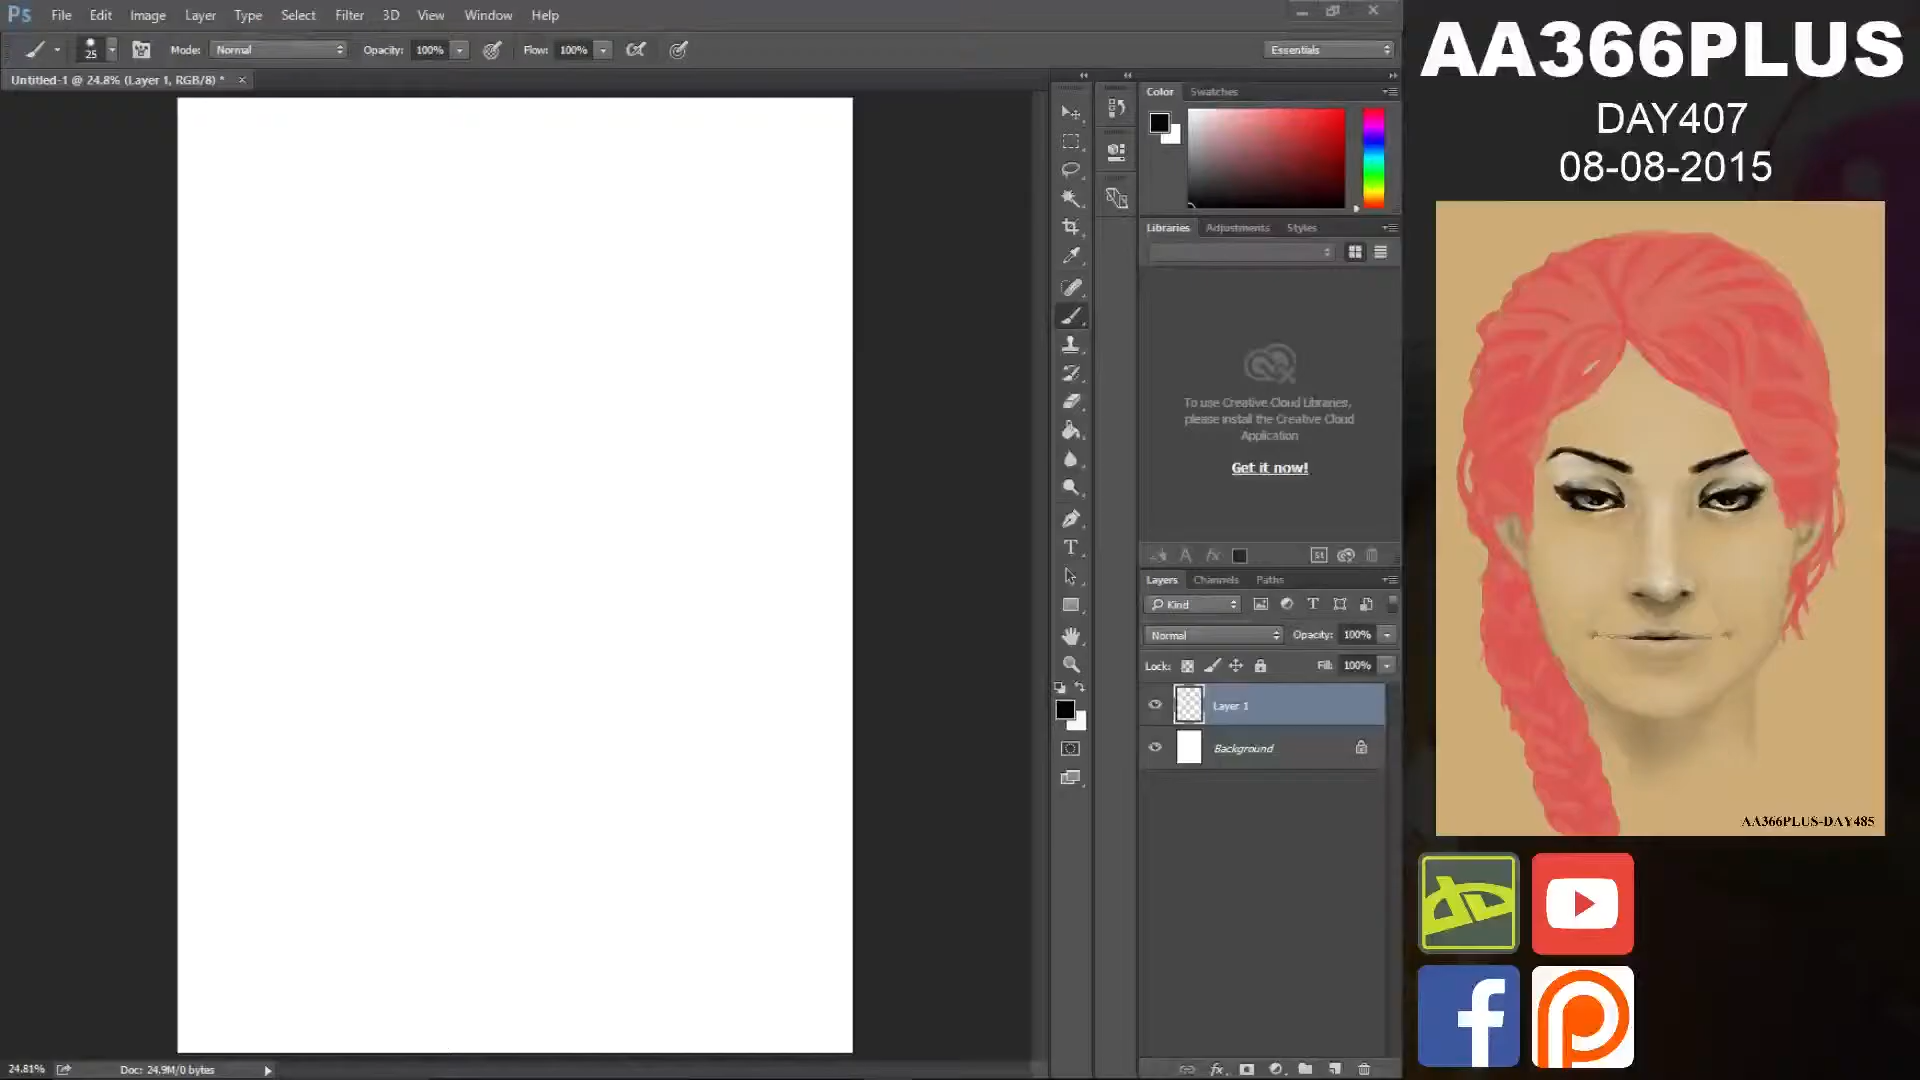 Ps File Edit Image Layer Type Select Filter 3D View Window Help
25 Mode: Normal Opacity: 100% Flow: 100% Essentials
Untitled-1 @ 24.8% (Layer 1, RGB/8) *
Color Swatches
Libraries Adjustments Styles
To use Creative Cloud Libraries,
please install the Creative Cloud
Application
Get it now!
St
Layers Channels Paths
Kind
Normal Opacity: 100%
Lock: Fill: 100%
Layer 1
Background
24.81% Doc: 24.9M/0 bytes
AA366PLUS
DAY407
08-08-2015
AA366PLUS-DAY485